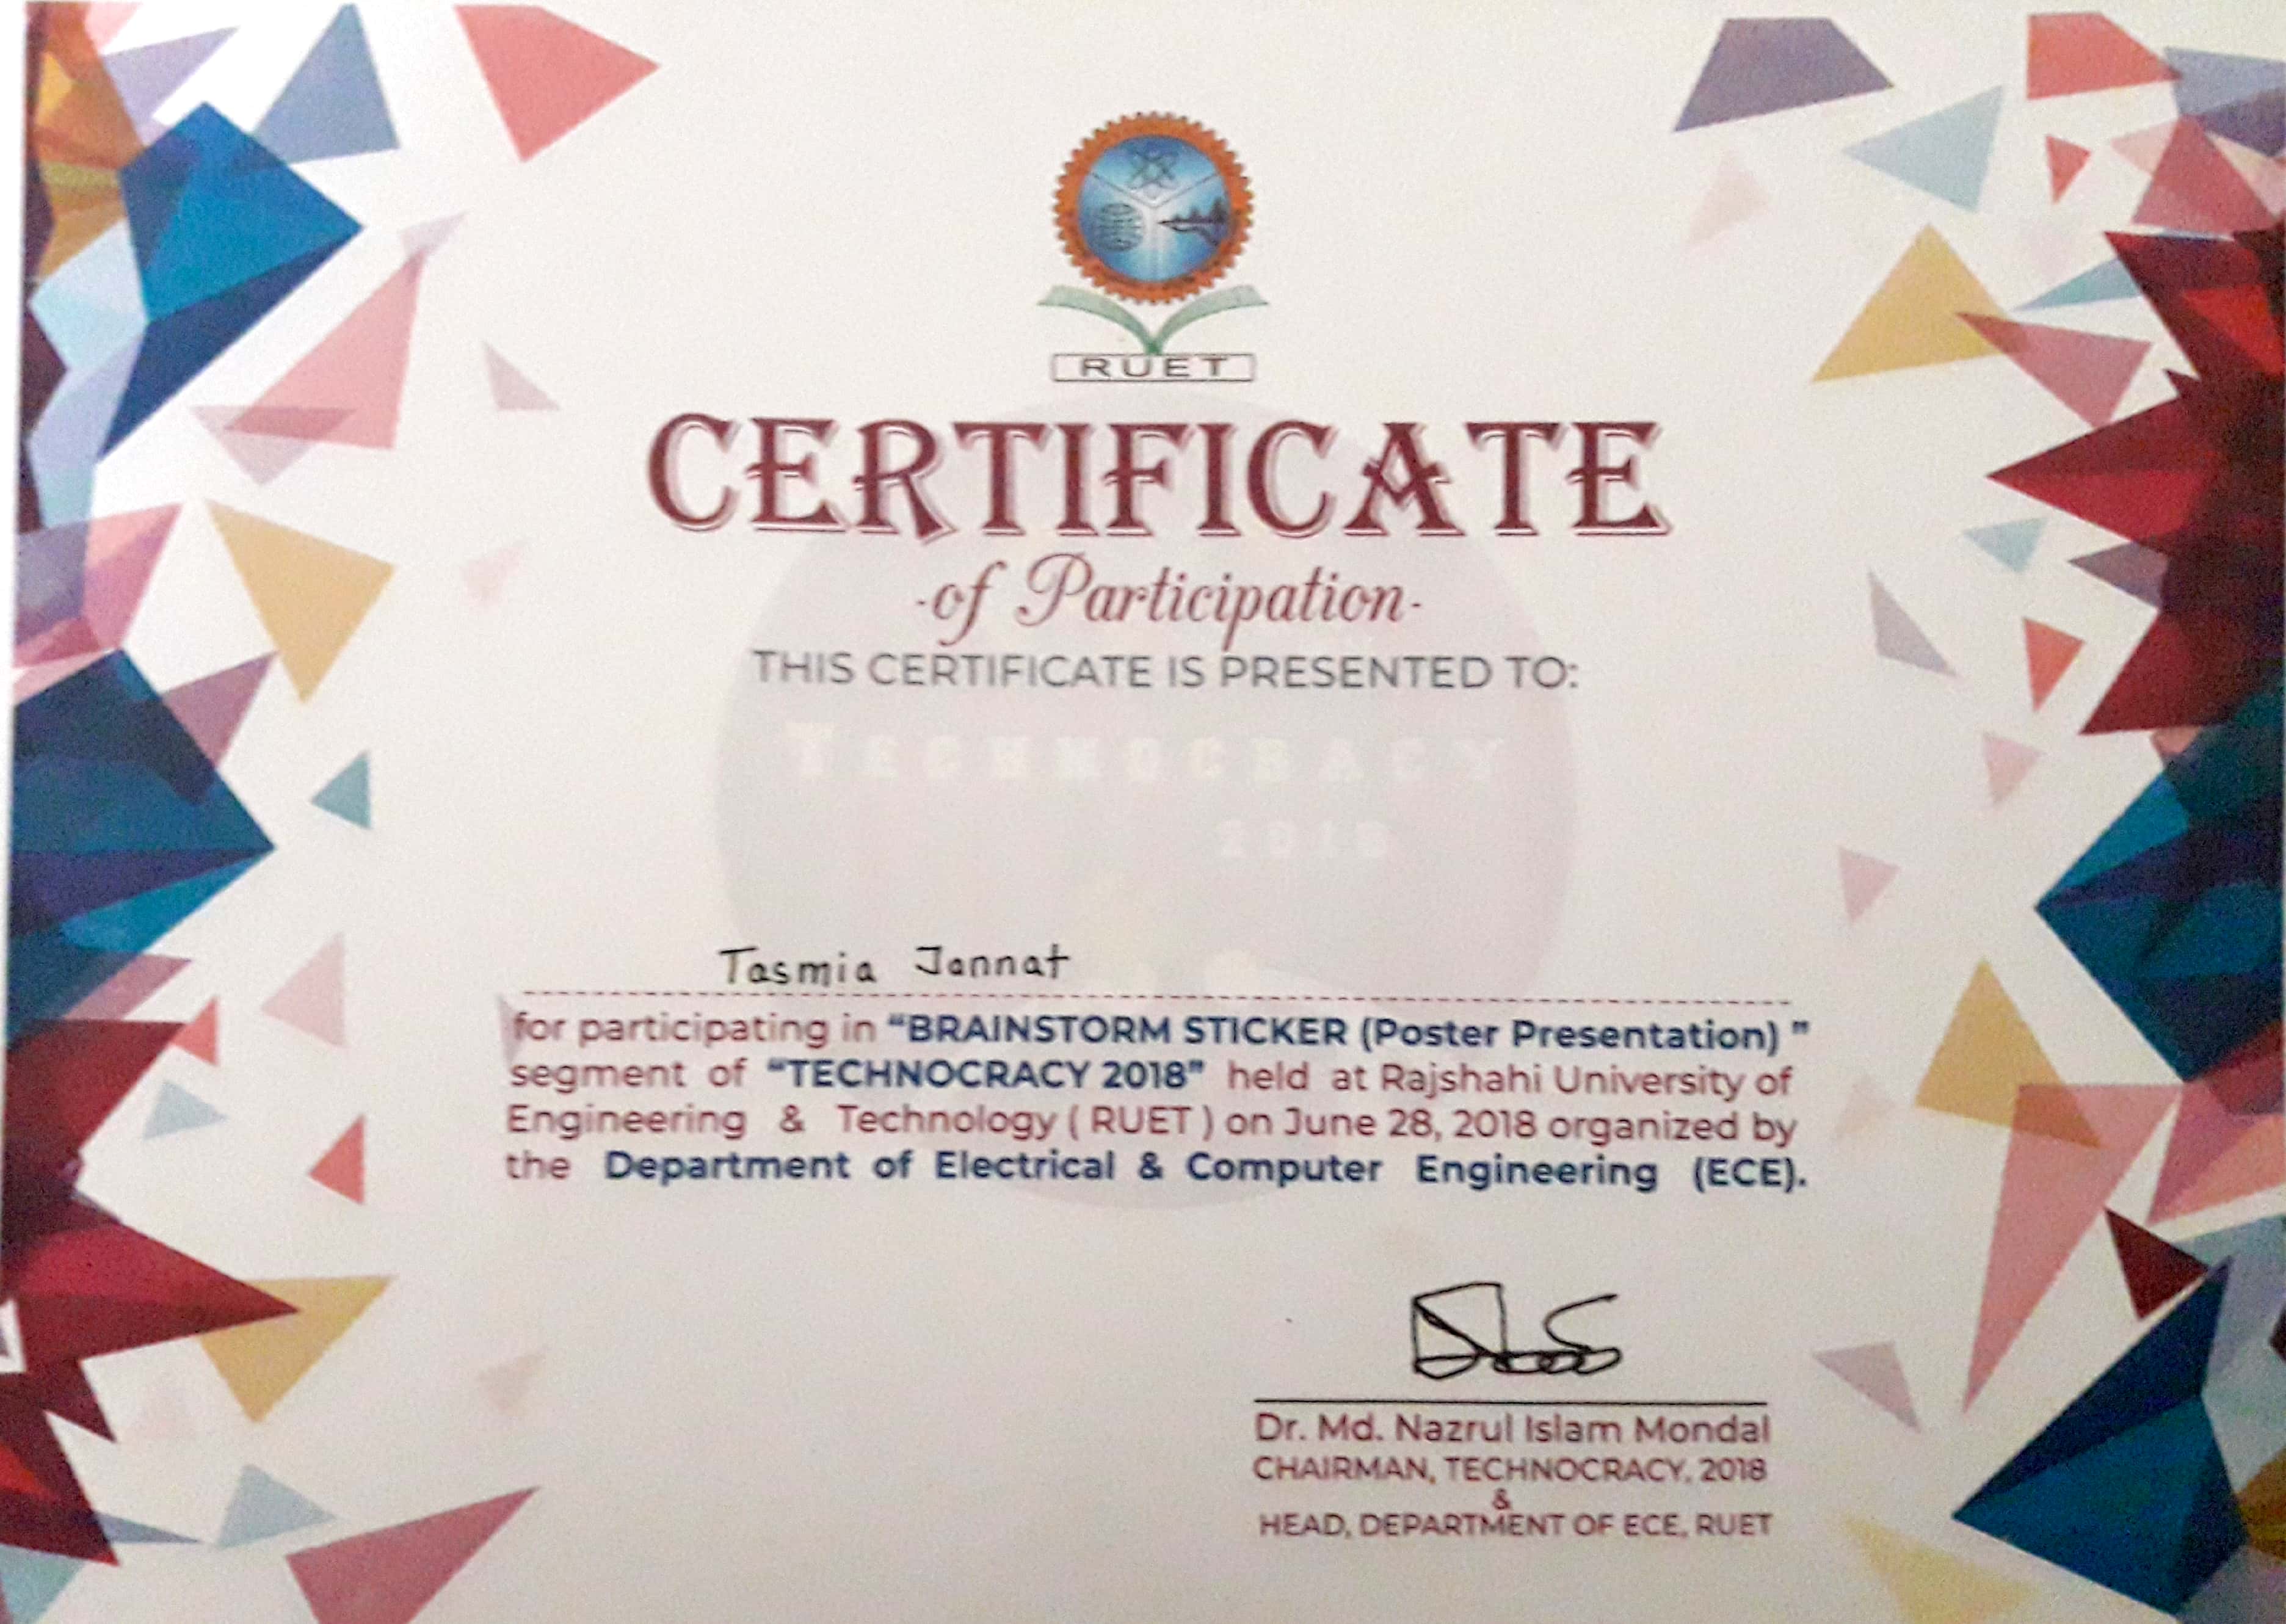 RUET
CERTIFICATE
-of Participation-
THIS CERTIFICATE IS PRESENTED TO:
TECHNOCRACY
2018
Tasmia Jannat
for participating in “BRAINSTORM STICKER (Poster Presentation) ”
segment of “TECHNOCRACY 2018” held at Rajshahi University of
Engineering & Technology ( RUET ) on June 28, 2018 organized by
the Department of Electrical & Computer Engineering (ECE).
Dr. Md. Nazrul Islam Mondal
CHAIRMAN, TECHNOCRACY, 2018
&
HEAD, DEPARTMENT OF ECE, RUET